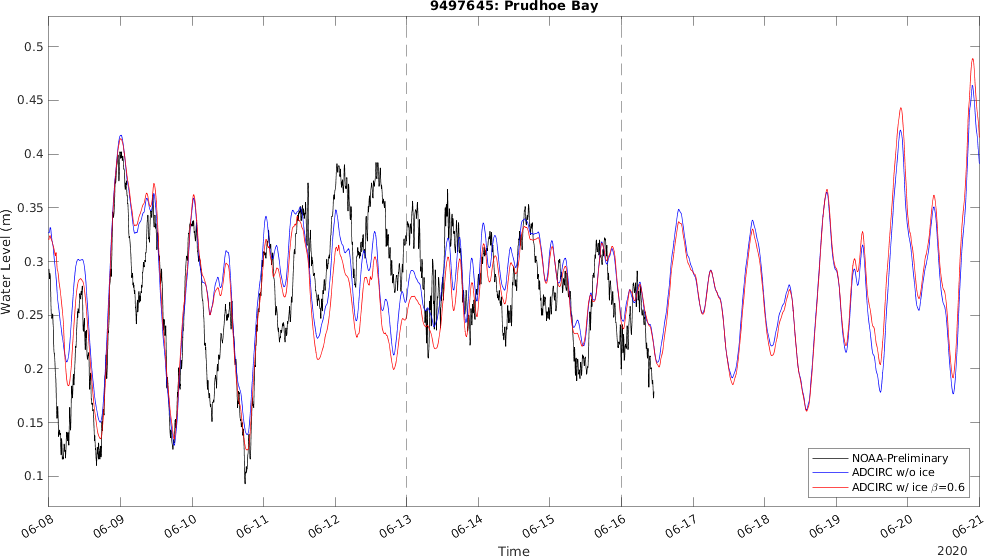 9497645: Prudhoe Bay
Water Level (m)
0.5
0.45
0.4
0.35
0.3
0.25
0.2
0.15
0.1
NOAA-Preliminary
ADCIRC w/o ice
ADCIRC w/ ice β=0.6
06-08 06-09 06-10 06-11 06-12 06-13 06-14 06-15 06-16 06-17 06-18 06-19 06-20 06-21
Time
2020